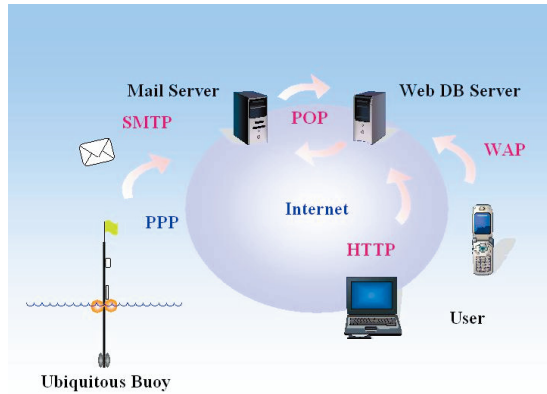 Mail Server
Web DB Server
SMTP
POP
WAP
PPP
Internet
HTTP
User
Ubiquitous Buoy